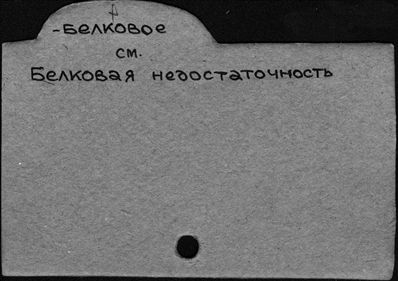 -Белковое
см.
Белковая недостаточность